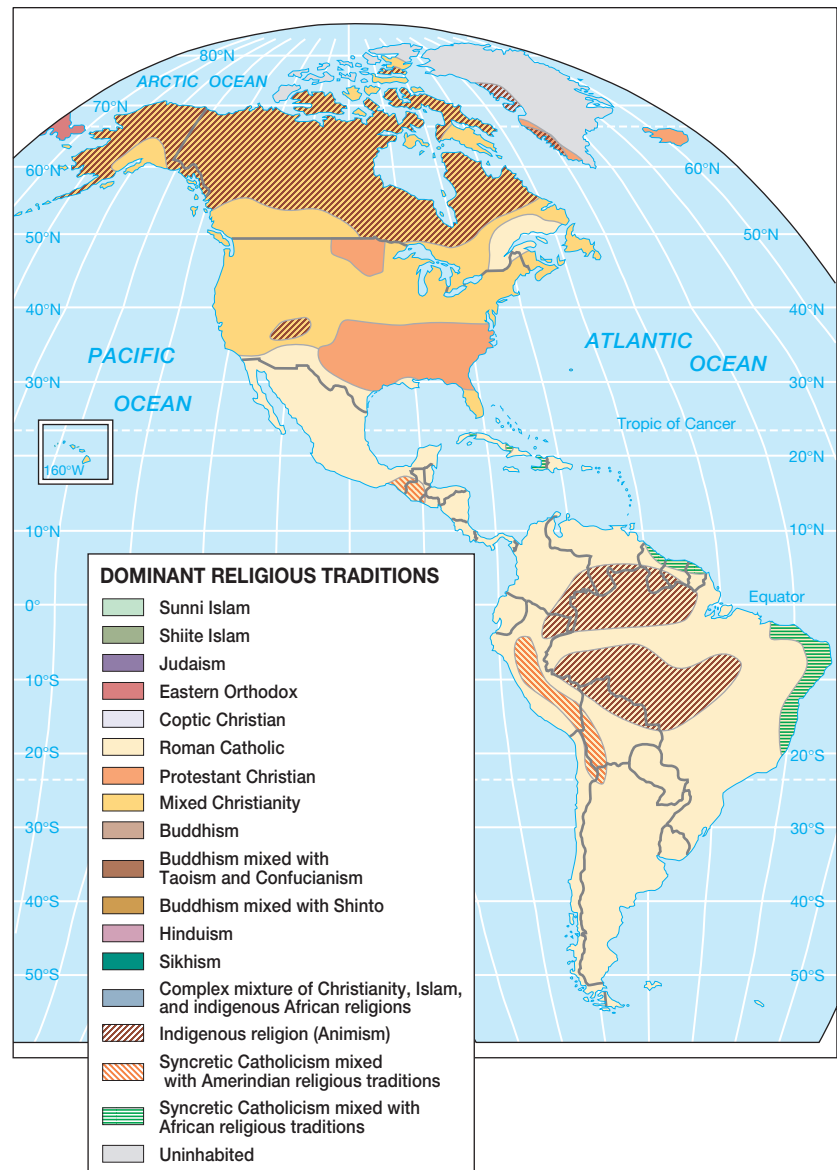 80°N
ARCTIC OCEAN
70°N
60°N
60°N
50°N
50°N
40°N
40°N
PACIFIC
OCEAN
ATLANTIC
OCEAN
30°N
30°N
Tropic of Cancer
160°W
20°N
20°N
10°N
10°N
Equator
0°
0°
10°S
10°S
20°S
20°S
30°S
30°S
40°S
40°S
50°S
50°S
DOMINANT RELIGIOUS TRADITIONS
Sunni Islam
Shiite Islam
Judaism
Eastern Orthodox
Coptic Christian
Roman Catholic
Protestant Christian
Mixed Christianity
Buddhism
Buddhism mixed with
Taoism and Confucianism
Buddhism mixed with Shinto
Hinduism
Sikhism
Complex mixture of Christianity, Islam,
and indigenous African religions
Indigenous religion (Animism)
Syncretic Catholicism mixed
with Amerindian religious traditions
Syncretic Catholicism mixed with
African religious traditions
Uninhabited